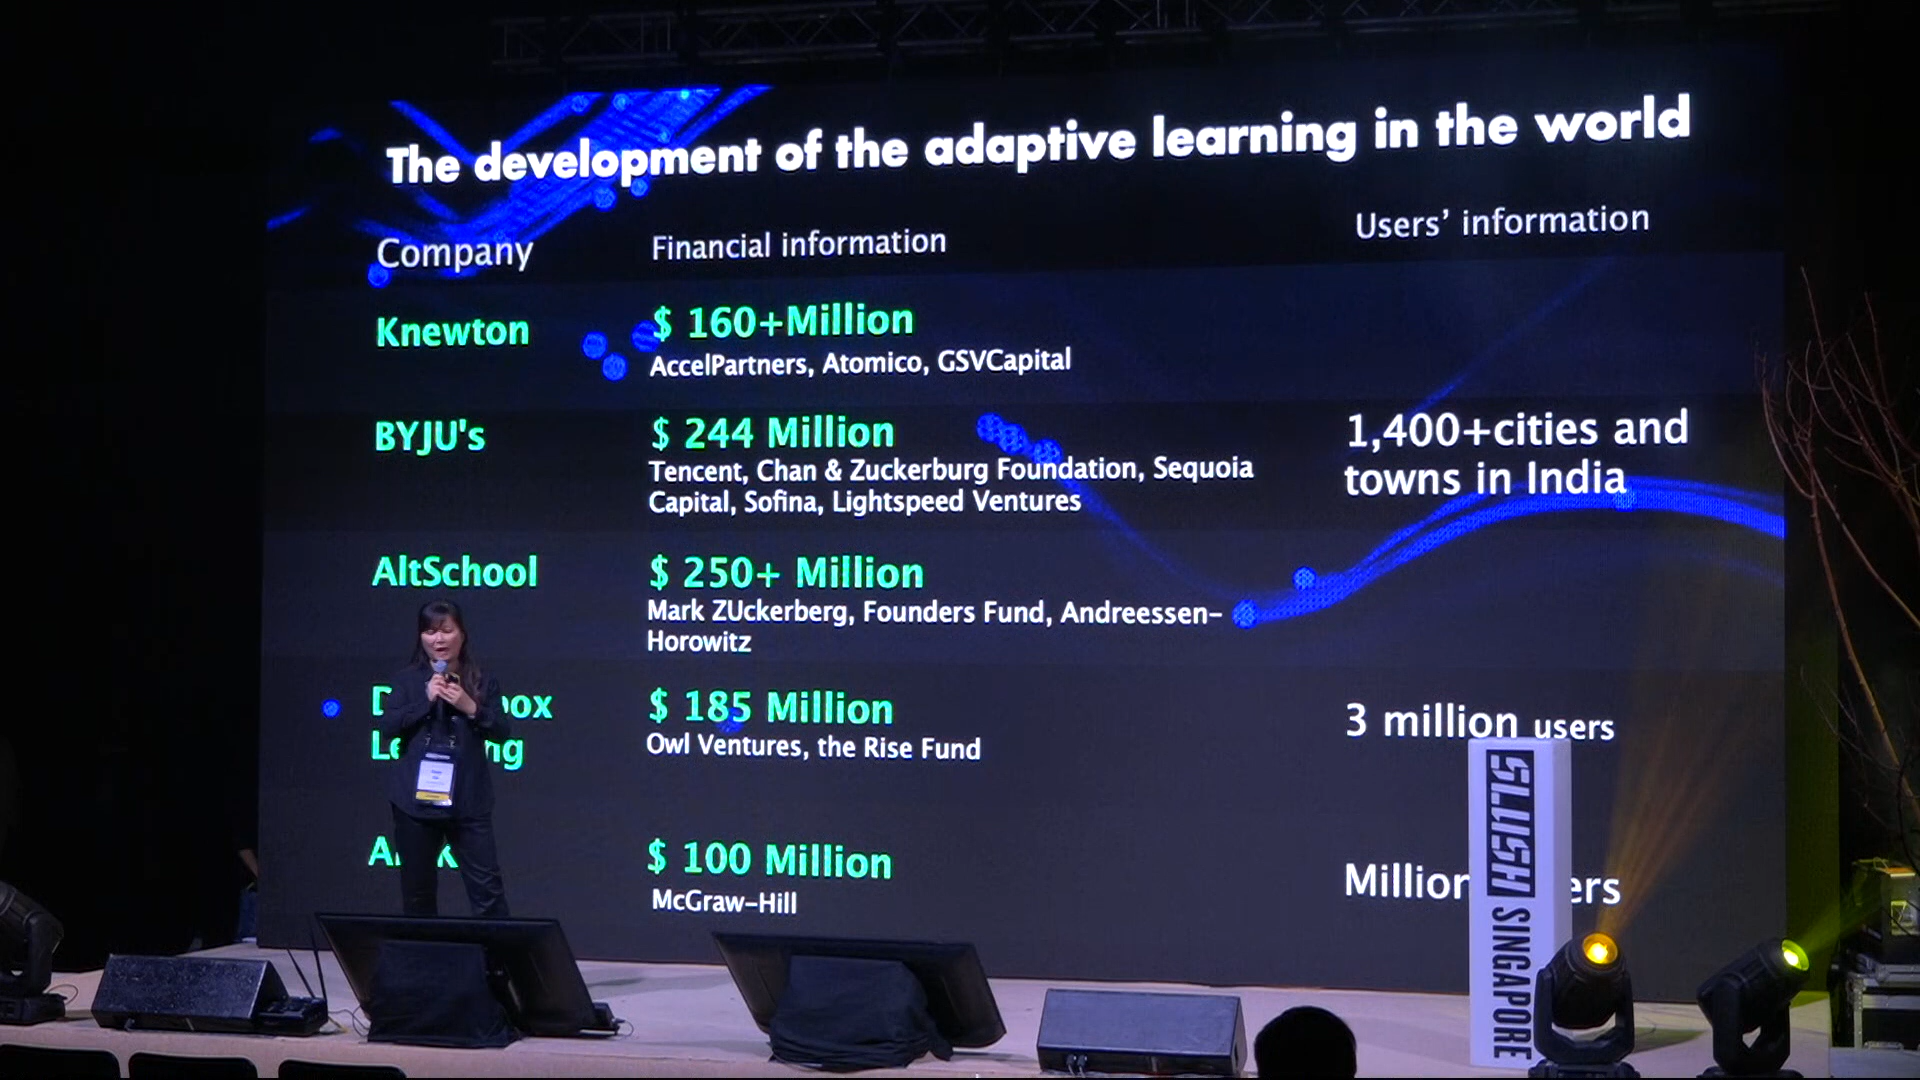 The development of the adaptive learning in the world
Company Financial information Users’ information
Knewton $ 160+Million
AccelPartners, Atomico, GSVCapital
BYJU's $ 244 Million 1,400+cities and
Tencent, Chan & Zuckerburg Foundation, Sequoia towns in India
Capital, Sofina, Lightspeed Ventures
AltSchool $ 250+ Million
Mark ZUckerberg, Founders Fund, Andreessen-
Horowitz
$ 185 Million 3 million users
Owl Ventures, the Rise Fund
$ 100 Million
McGraw-Hill
SLUSH SINGAPORE